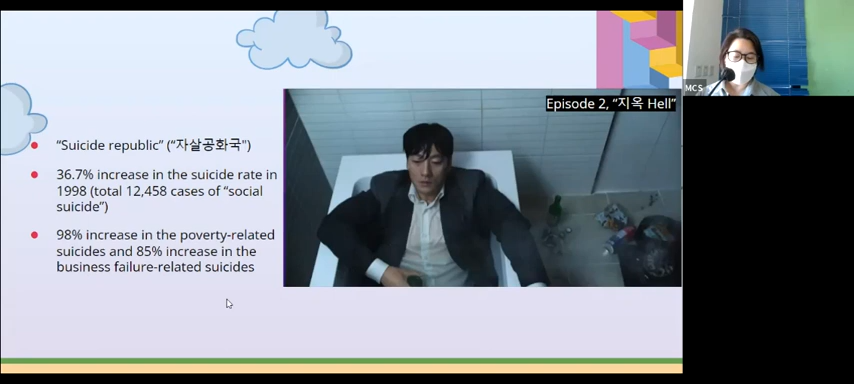 Episode 2, “지옥 Hell”
MCS
“Suicide republic” (“자살공화국")
36.7% increase in the suicide rate in
1998 (total 12,458 cases of “social
suicide”)
98% increase in the poverty-related
suicides and 85% increase in the
business failure-related suicides